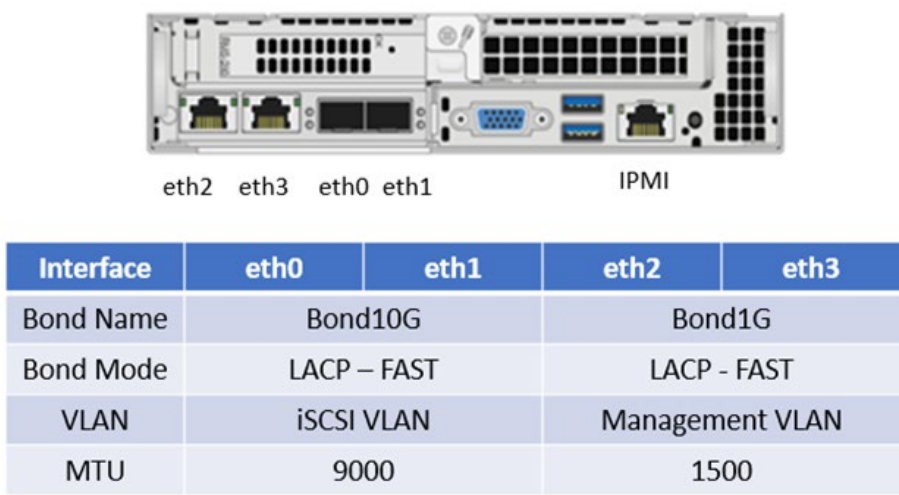 eth2 eth3 eth0 eth1 IPMI
Interface eth0 eth1 eth2 eth3
Bond Name Bond10G Bond1G
Bond Mode LACP – FAST LACP - FAST
VLAN iSCSI VLAN Management VLAN
MTU 9000 1500